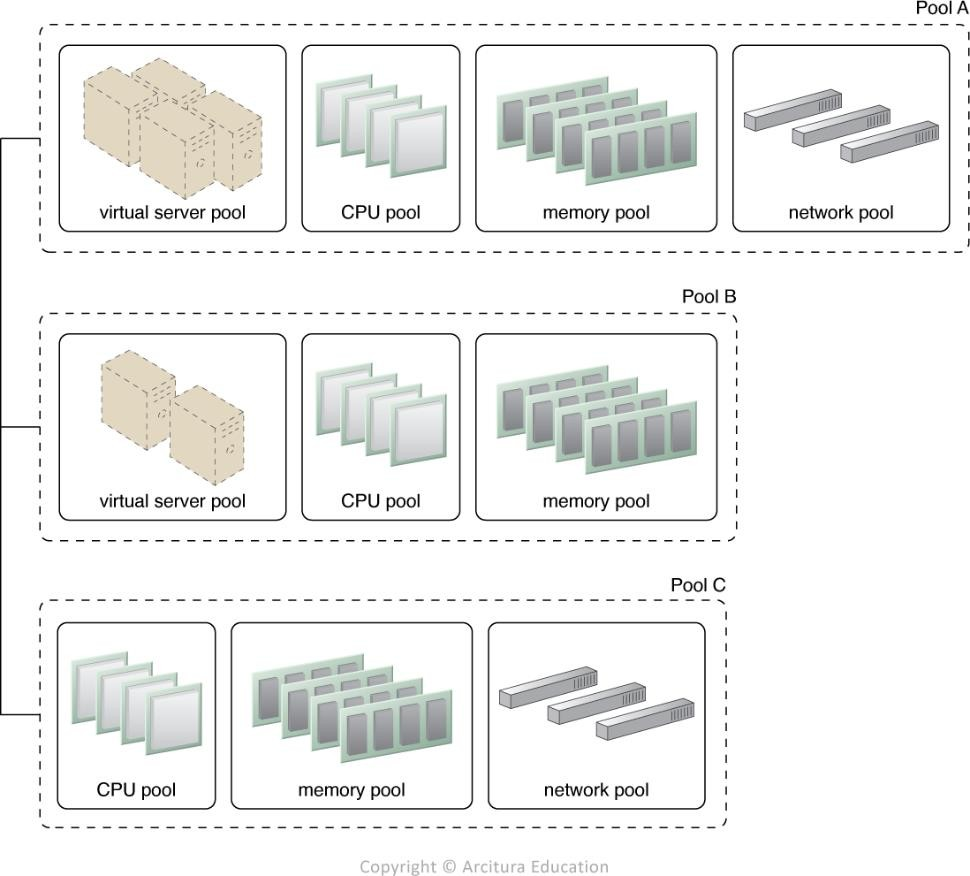 Pool A
virtual server pool
CPU pool
memory pool
network pool
Pool B
virtual server pool
CPU pool
memory pool
Pool C
CPU pool
memory pool
network pool
Copyright © Arcitura Education